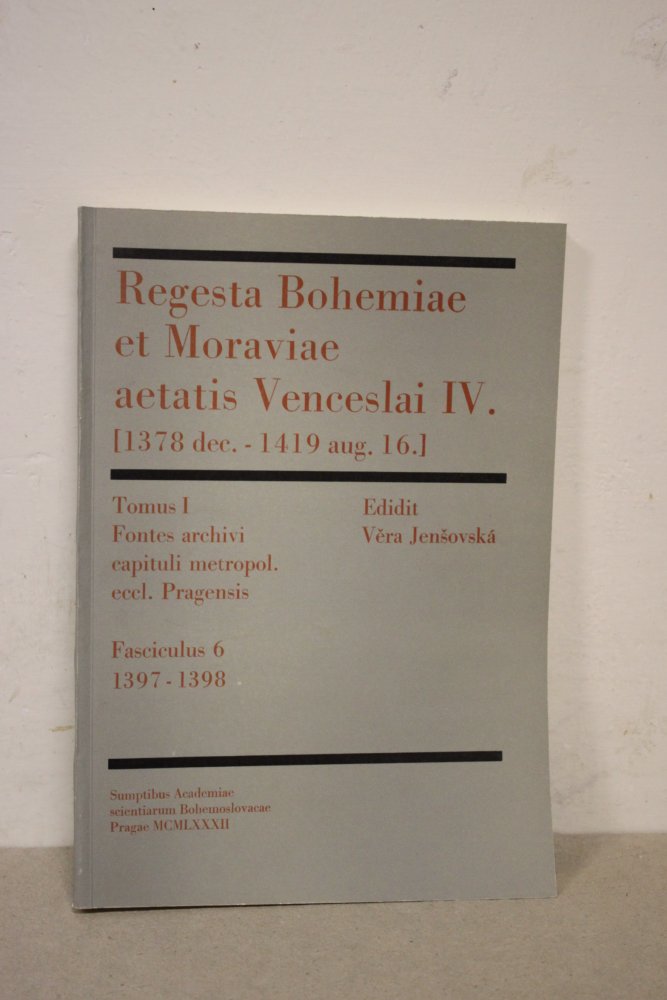 Regesta Bohemiae
et Moraviae
aetatis Venceslai IV.
[1378 dec. - 1419 aug. 16.]
Tomus I
Fontes archivi
capituli metropol.
eccl. Pragensis
Edidit
Věra Jenšovská
Fasciculus 6
1397 - 1398
Sumptibus Academiae
scientiarum Bohemoslovacae
Pragae MCMLXXXII